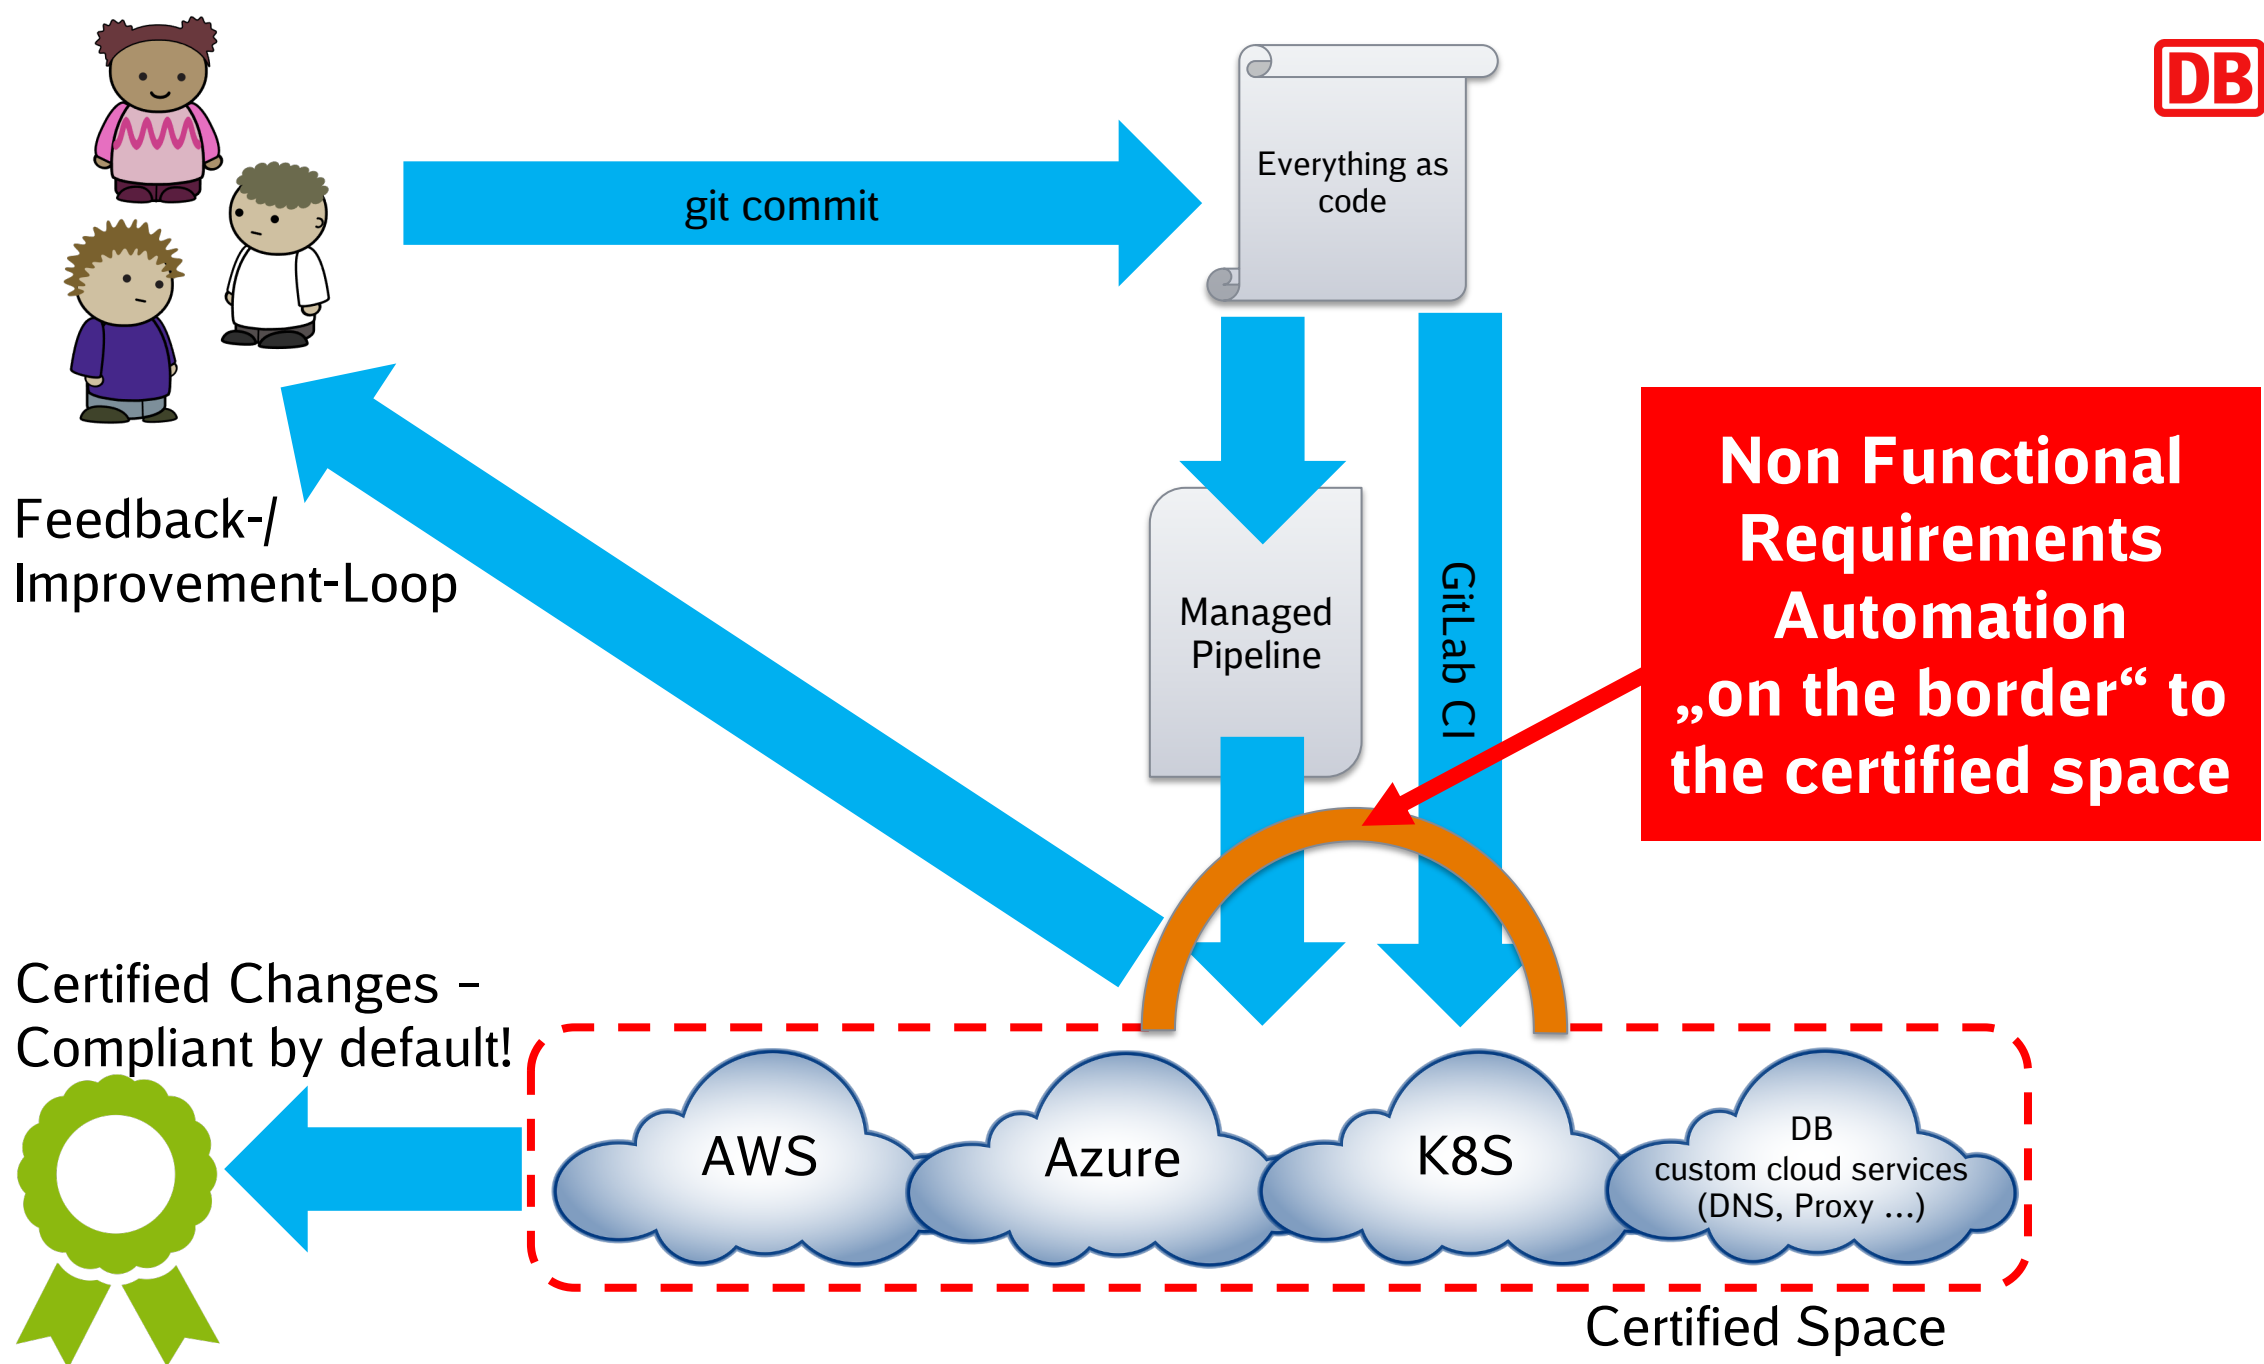 DB
git commit
Everything as
code
Feedback-/
Improvement-Loop
Managed
Pipeline
GitLab CI
Non Functional
Requirements
Automation
„on the border“ to
the certified space
Certified Changes –
Compliant by default!
AWS
Azure
K8S
DB
custom cloud services
(DNS, Proxy ...)
Certified Space